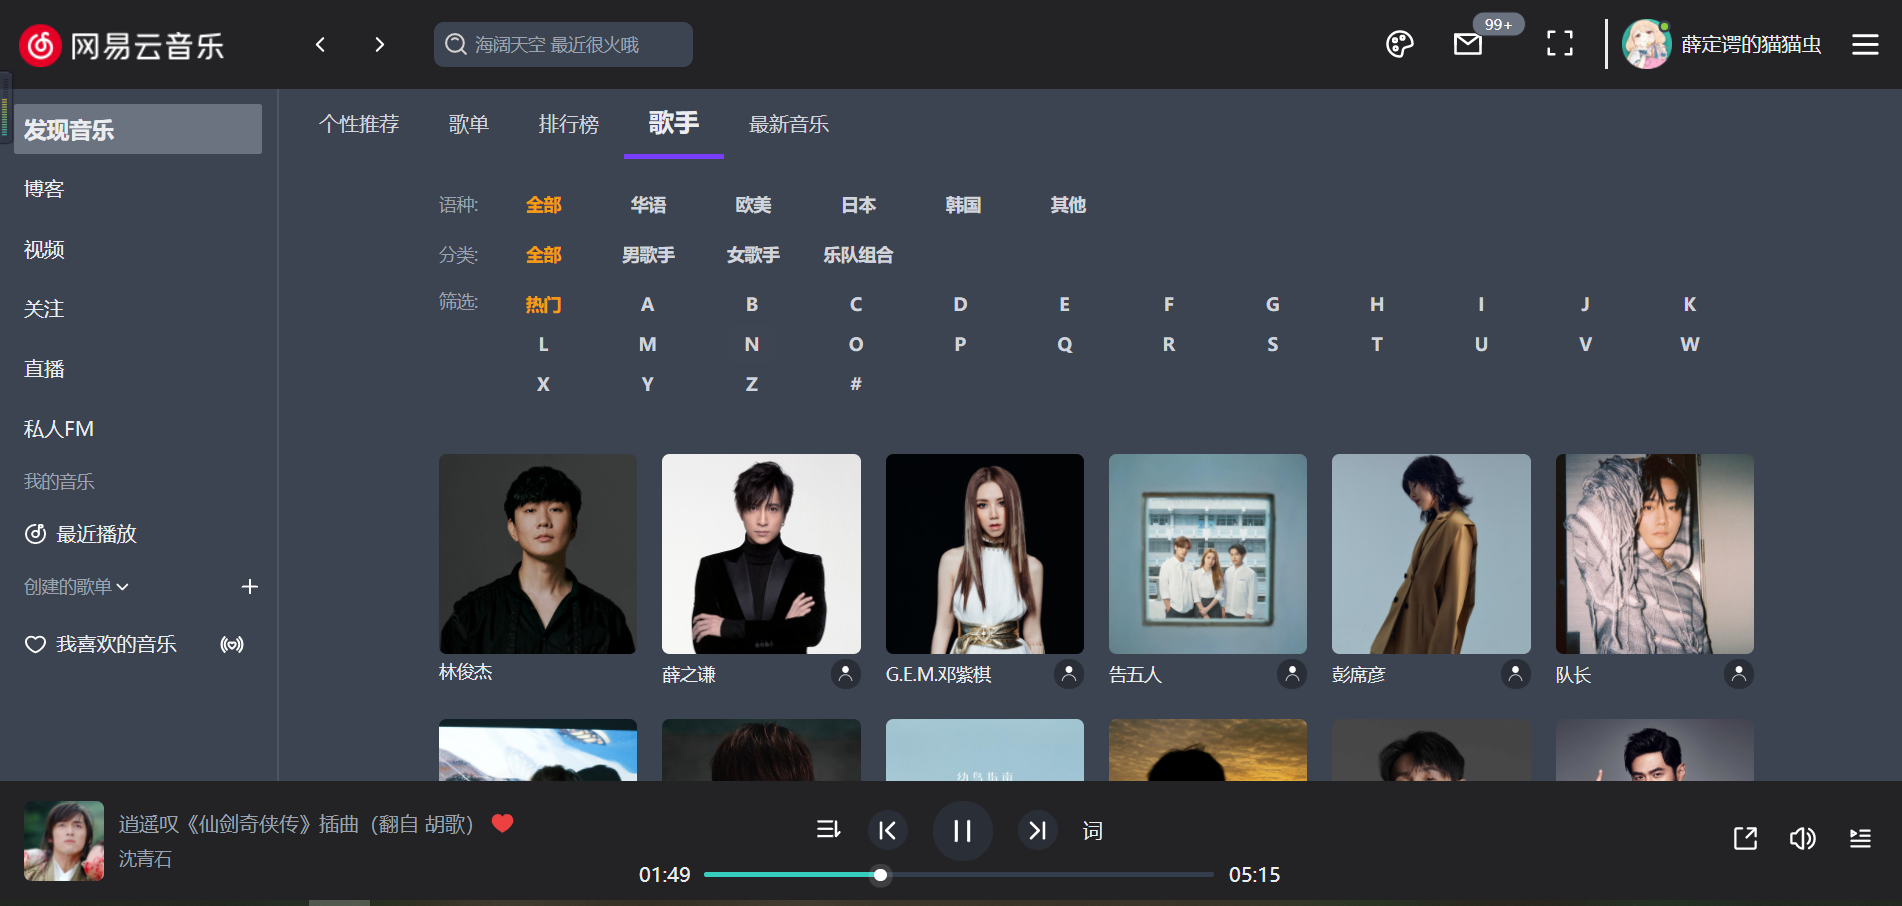 网易云音乐
海阔天空 最近很火哦
99+
薛定谔的猫猫虫
发现音乐
博客
视频
关注
直播
私人FM
我的音乐
最近播放
创建的歌单
我喜欢的音乐
个性推荐 歌单 排行榜 歌手 最新音乐
语种: 全部 华语 欧美 日本 韩国 其他
分类: 全部 男歌手 女歌手 乐队组合
筛选: 热门 A B C D E F G H I J K
L M N O P Q R S T U V W
X Y Z #
林俊杰 薛之谦 G.E.M.邓紫棋 告五人 彭席彦 队长
逍遥叹《仙剑奇侠传》插曲（翻自 胡歌）
沈青石
词
01:49 05:15